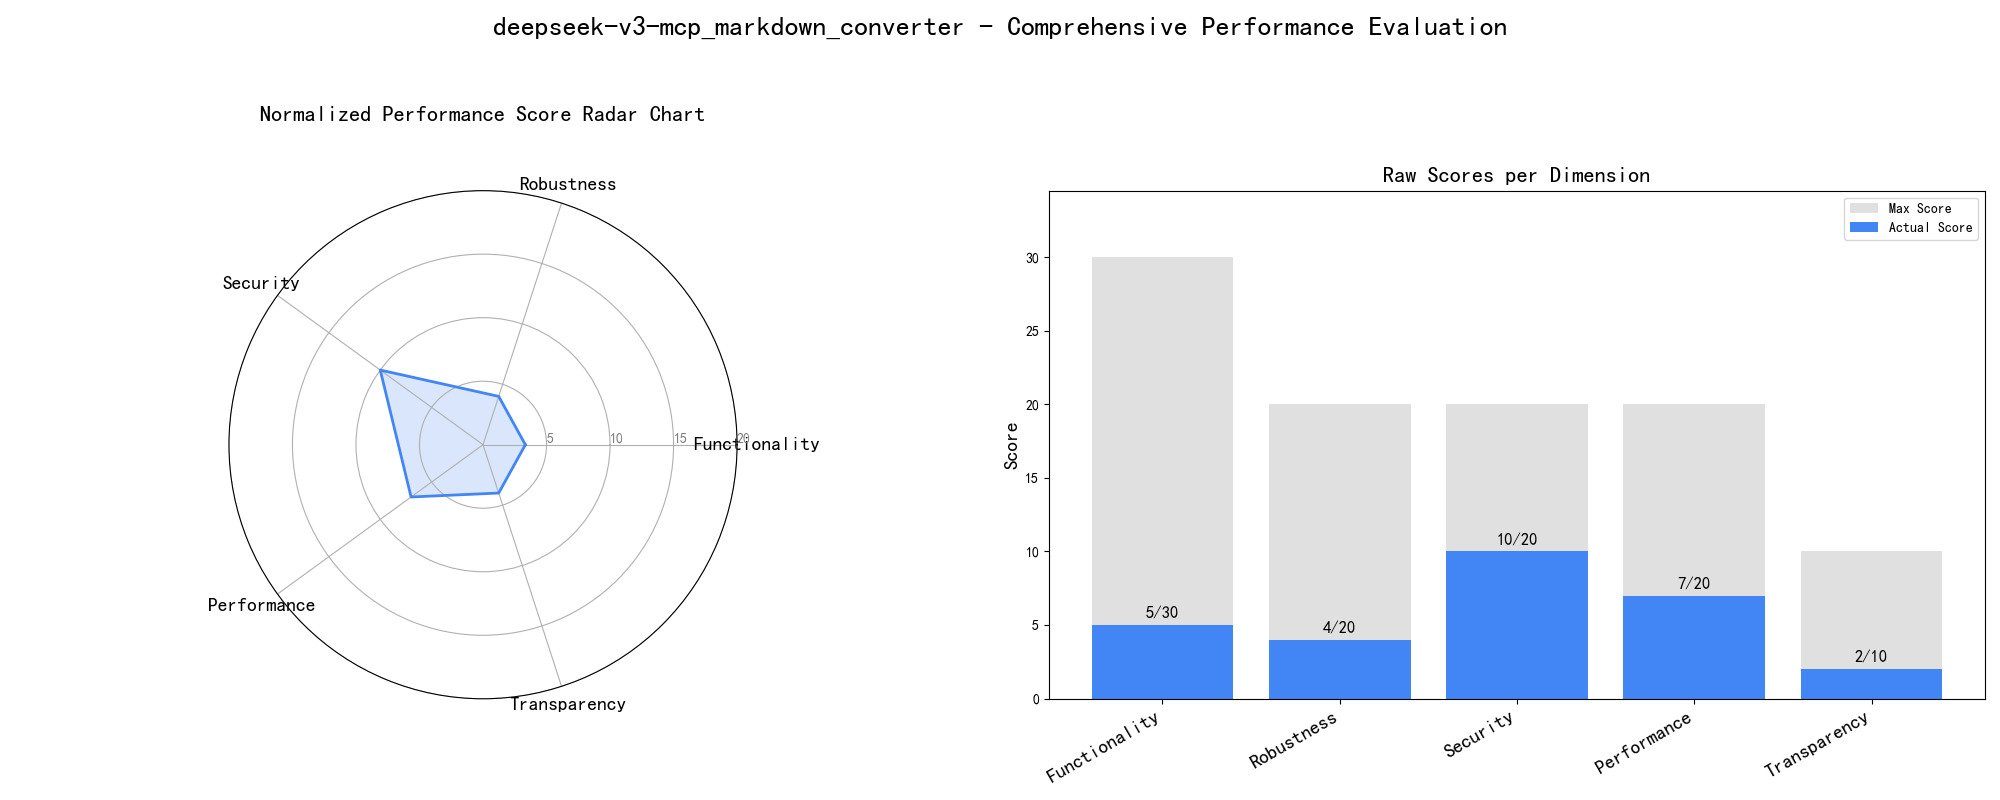 deepseek-v3-mcp_markdown_converter - Comprehensive Performance Evaluation
Normalized Performance Score Radar Chart
Robustness
Security
Functionality
Performance
Transparency
5
10
15
20
Raw Scores per Dimension
Max Score
Actual Score
Score
30
25
20
15
10
5
0
5/30
4/20
10/20
7/20
2/10
Functionality
Robustness
Security
Performance
Transparency